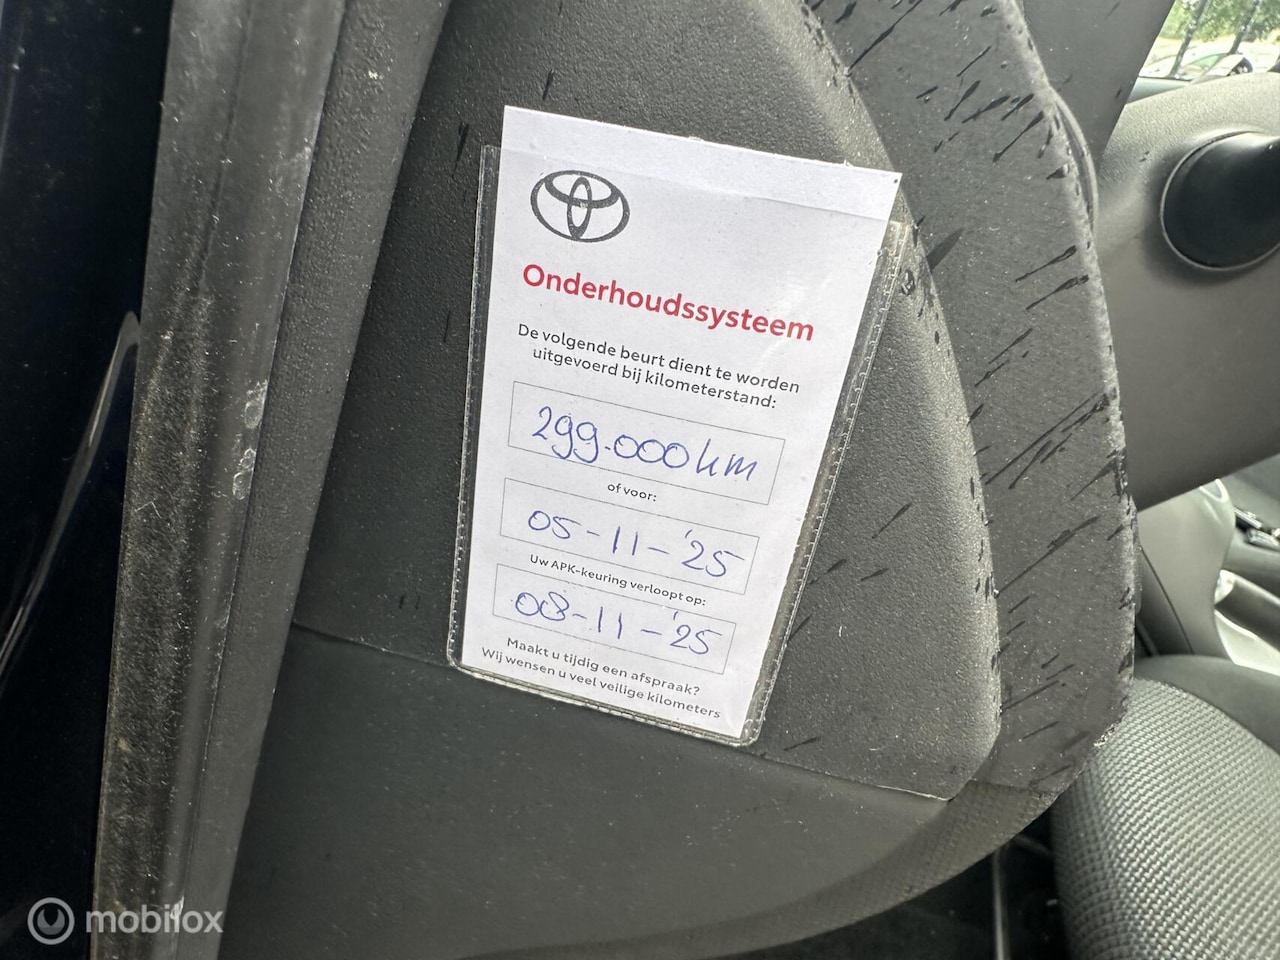 Onderhoudssysteem
De volgende beurt dient te worden
uitgevoerd bij kilometerstand:
299.000 km
of voor:
05-11-'25
Uw APK-keuring verloopt op:
08-11-'25
Maakt u tijdig een afspraak?
Wij wensen u veel veilige kilometers
mobilox